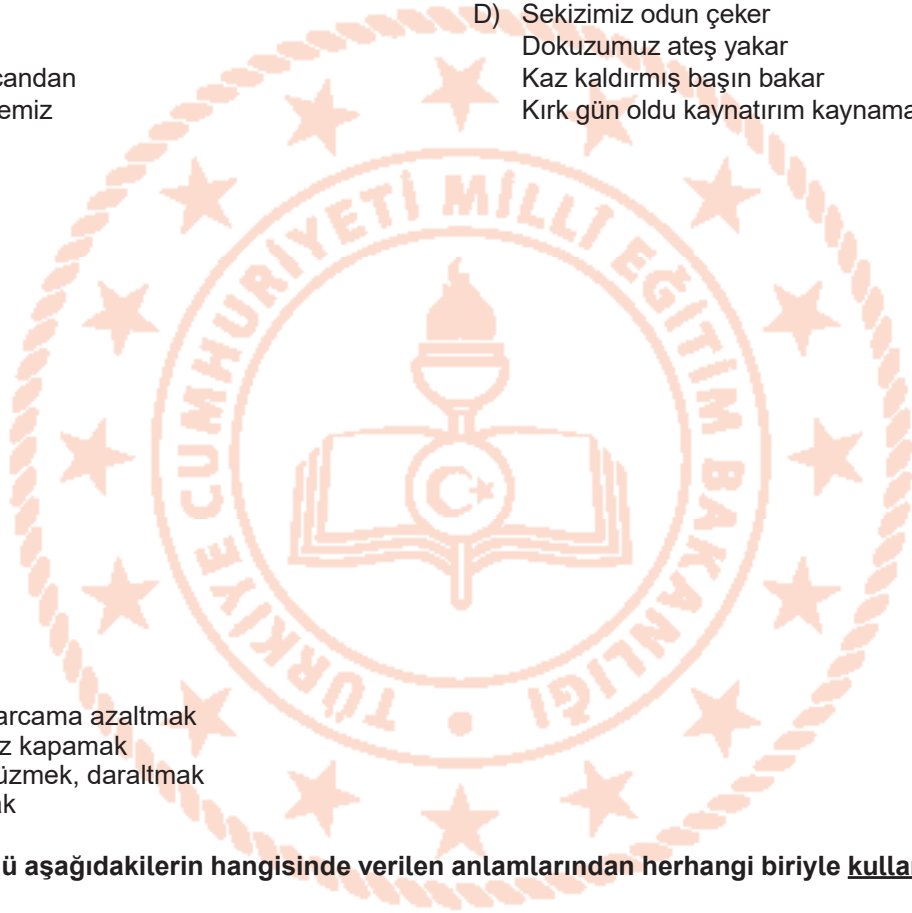 D) Sekizimiz odun çeker
Dokuzumuz ateş yakar
candan
Kaz kaldırmış başın bakar
emiz
Kırk gün oldu kaynatırım kaynama
TÜRKİYE CUMHURİYETİ MİLLÎ EĞİTİM BAKANLIĞI
arcama azaltmak
z kapamak
üzmek, daraltmak
ak
ü aşağıdakilerin hangisinde verilen anlamlarından herhangi biriyle kullan